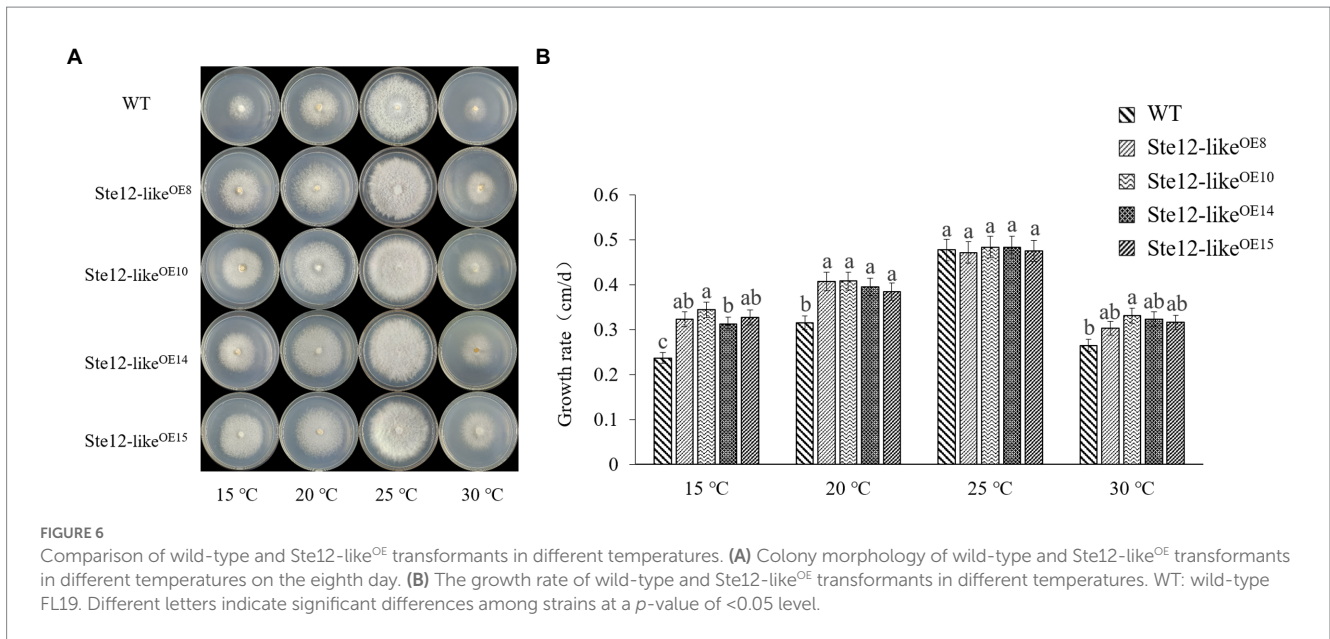 A
B
WT
Ste12-like^OE8
Ste12-like^OE10
Ste12-like^OE14
Ste12-like^OE15
15 ℃ 20 ℃ 25 ℃ 30 ℃
WT
Ste12-like^OE8
Ste12-like^OE10
Ste12-like^OE14
Ste12-like^OE15
Growth rate（cm/d）
0.6
0.5
0.4
0.3
0.2
0.1
0
c ab a b ab
b a a a a
a a a a a
b ab a ab ab
15 ℃ 20 ℃ 25 ℃ 30 ℃
FIGURE 6
Comparison of wild-type and Ste12-like^OE transformants in different temperatures. (A) Colony morphology of wild-type and Ste12-like^OE transformants
in different temperatures on the eighth day. (B) The growth rate of wild-type and Ste12-like^OE transformants in different temperatures. WT: wild-type
FL19. Different letters indicate significant differences among strains at a p-value of <0.05 level.